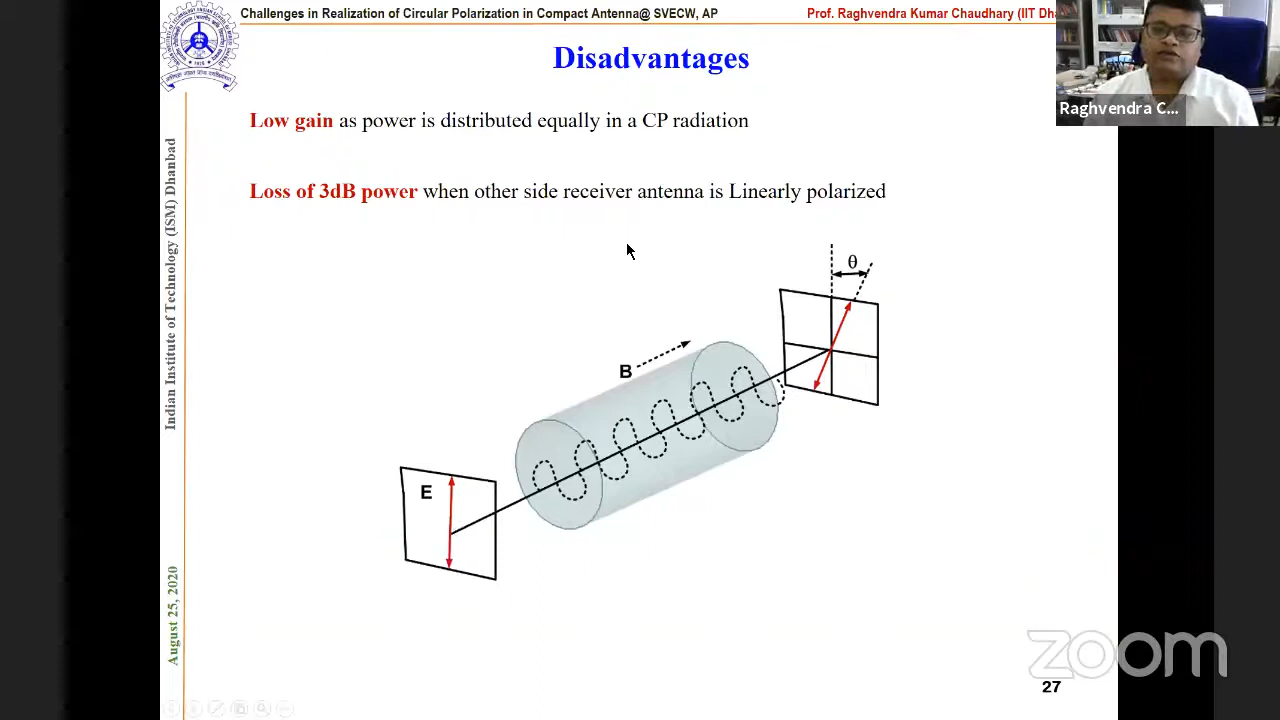 Challenges in Realization of Circular Polarization in Compact Antenna@ SVECW, AP
Prof. Raghvendra Kumar Chaudhary (IIT Dh
Raghvendra C...
Disadvantages
Low gain as power is distributed equally in a CP radiation
Loss of 3dB power when other side receiver antenna is Linearly polarized
θ
B
E
Indian Institute of Technology (ISM) Dhanbad
August 25, 2020
zoom
27